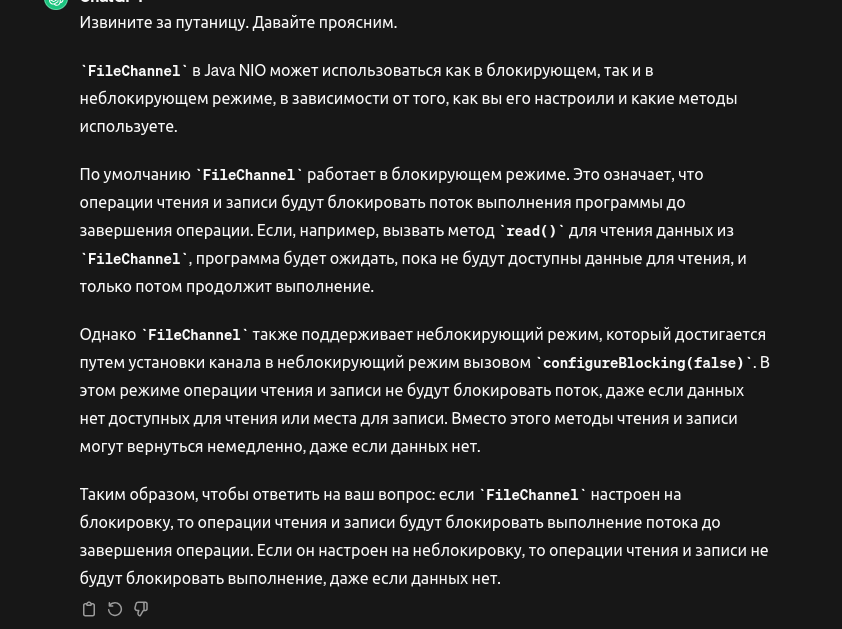 Извините за путаницу. Давайте проясним.
`FileChannel` в Java NIO может использоваться как в блокирующем, так и в
неблокирующем режиме, в зависимости от того, как вы его настроили и какие методы
используете.
По умолчанию `FileChannel` работает в блокирующем режиме. Это означает, что
операции чтения и записи будут блокировать поток выполнения программы до
завершения операции. Если, например, вызвать метод `read()` для чтения данных из
`FileChannel`, программа будет ожидать, пока не будут доступны данные для чтения, и
только потом продолжит выполнение.
Однако `FileChannel` также поддерживает неблокирующий режим, который достигается
путем установки канала в неблокирующий режим вызовом `configureBlocking(false)`. В
этом режиме операции чтения и записи не будут блокировать поток, даже если данных
нет доступных для чтения или места для записи. Вместо этого методы чтения и записи
могут вернуться немедленно, даже если данных нет.
Таким образом, чтобы ответить на ваш вопрос: если `FileChannel` настроен на
блокировку, то операции чтения и записи будут блокировать выполнение потока до
завершения операции. Если он настроен на неблокировку, то операции чтения и записи не
будут блокировать выполнение, даже если данных нет.